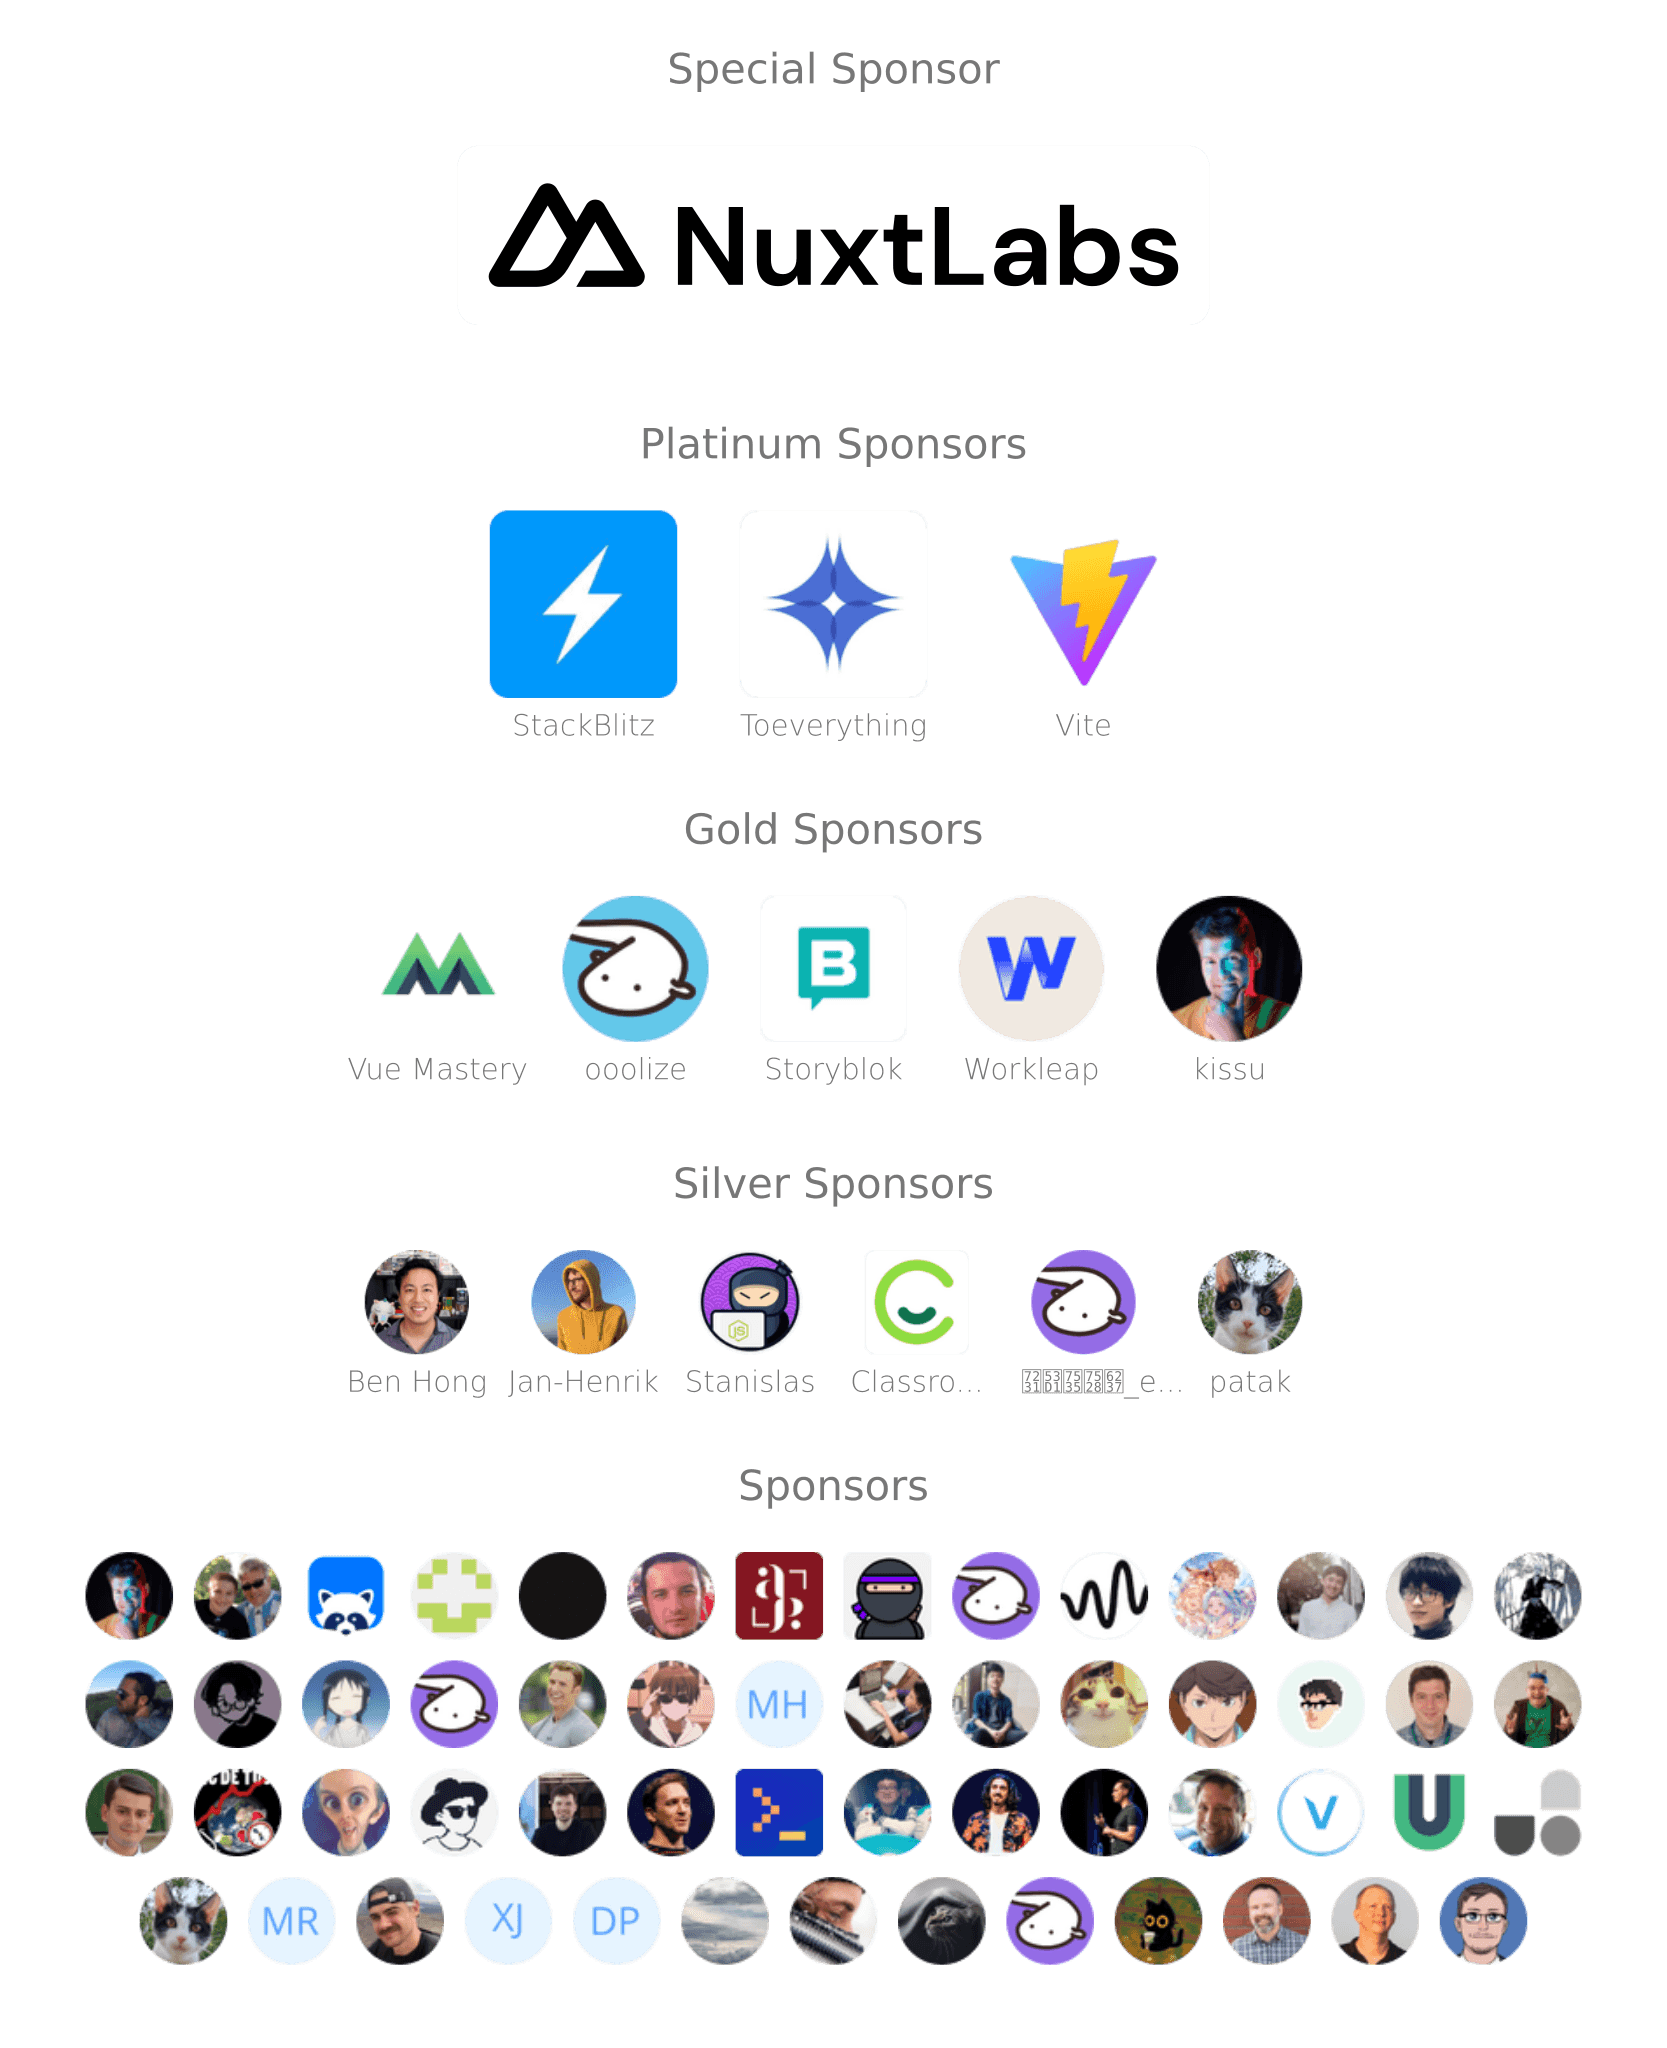 Special Sponsor
NuxtLabs
Platinum Sponsors
StackBlitz Toeverything Vite
Gold Sponsors
B W
Vue Mastery ooolize Storyblok Workleap kissu
Silver Sponsors
JS
Ben Hong Jan-Henrik Stanislas Classro... _e... patak
Sponsors
MH
V U
MR XJ DP